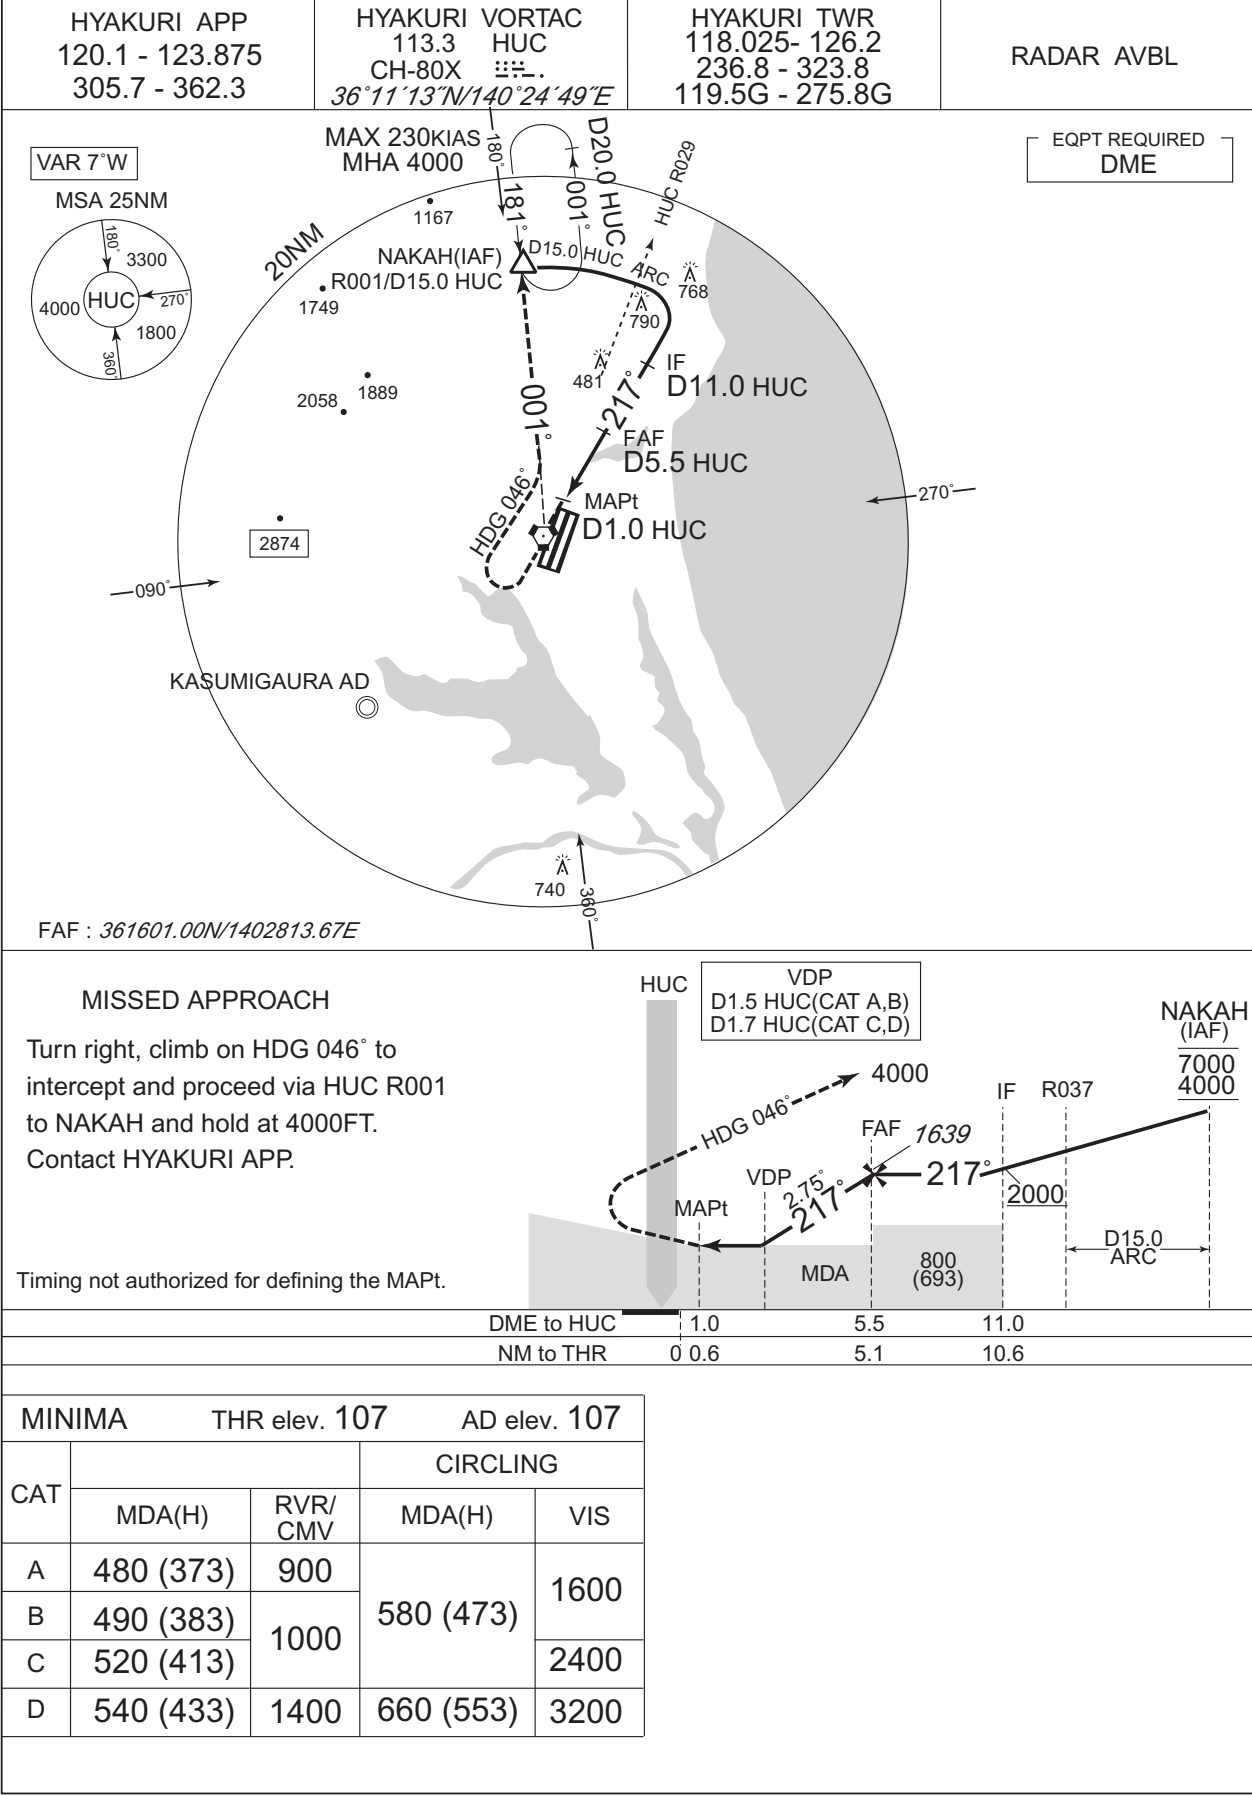 HYAKURI APP
120.1 - 123.875
305.7 - 362.3
HYAKURI VORTAC
113.3 HUC
CH-80X
36°11´13˝N/140°24´49˝E
HYAKURI TWR
118.025- 126.2
236.8 - 323.8
119.5G - 275.8G
RADAR AVBL
VAR 7°W
MSA 25NM
180°
3300
4000
HUC
270°
1800
360°
MAX 230KIAS
MHA 4000
180°
181°
001°
D20.0 HUC
HUC R029
EQPT REQUIRED
DME
20NM
1167
NAKAH(IAF)
R001/D15.0 HUC
D15.0 HUC ARC
768
1749
790
IF
D11.0 HUC
481
217°
1889
2058
001°
FAF
D5.5 HUC
HDG 046°
MAPt
D1.0 HUC
270°
2874
090°
KASUMIGAURA AD
740
360°
FAF : 361601.00N/1402813.67E
MISSED APPROACH
Turn right, climb on HDG 046° to
intercept and proceed via HUC R001
to NAKAH and hold at 4000FT.
Contact HYAKURI APP.
Timing not authorized for defining the MAPt.
HUC
VDP
D1.5 HUC(CAT A,B)
D1.7 HUC(CAT C,D)
NAKAH
(IAF)
7000
4000
4000
HDG 046°
IF
R037
FAF
1639
VDP
2.75°
217°
217°
2000
MAPt
D15.0
ARC
MDA
800
(693)
DME to HUC 1.0 5.5 11.0
NM to THR 0 0.6 5.1 10.6
MINIMA THR elev. 107 AD elev. 107
CAT
CIRCLING
MDA(H)
RVR/
CMV
MDA(H)
VIS
A 480 (373) 900
580 (473)
1600
B 490 (383)
1000
C 520 (413)
2400
D 540 (433) 1400 660 (553) 3200